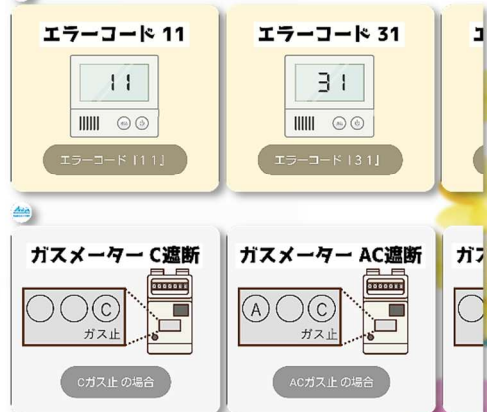 エラーコード 11
11
エラーコード「11」
エラーコード 31
31
エラーコード「31」
ガスメーター C遮断
C
ガス止
Cガス止の場合
ガスメーター AC遮断
A C
ガス止
ACガス止の場合